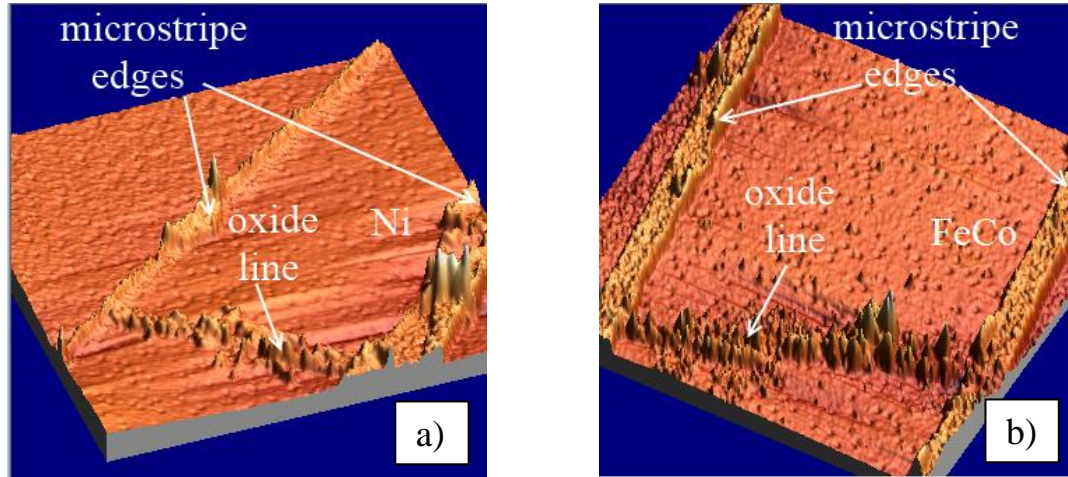 microstripe
edges
oxide
line
Ni
a)
microstripe
edges
oxide
line
FeCo
b)